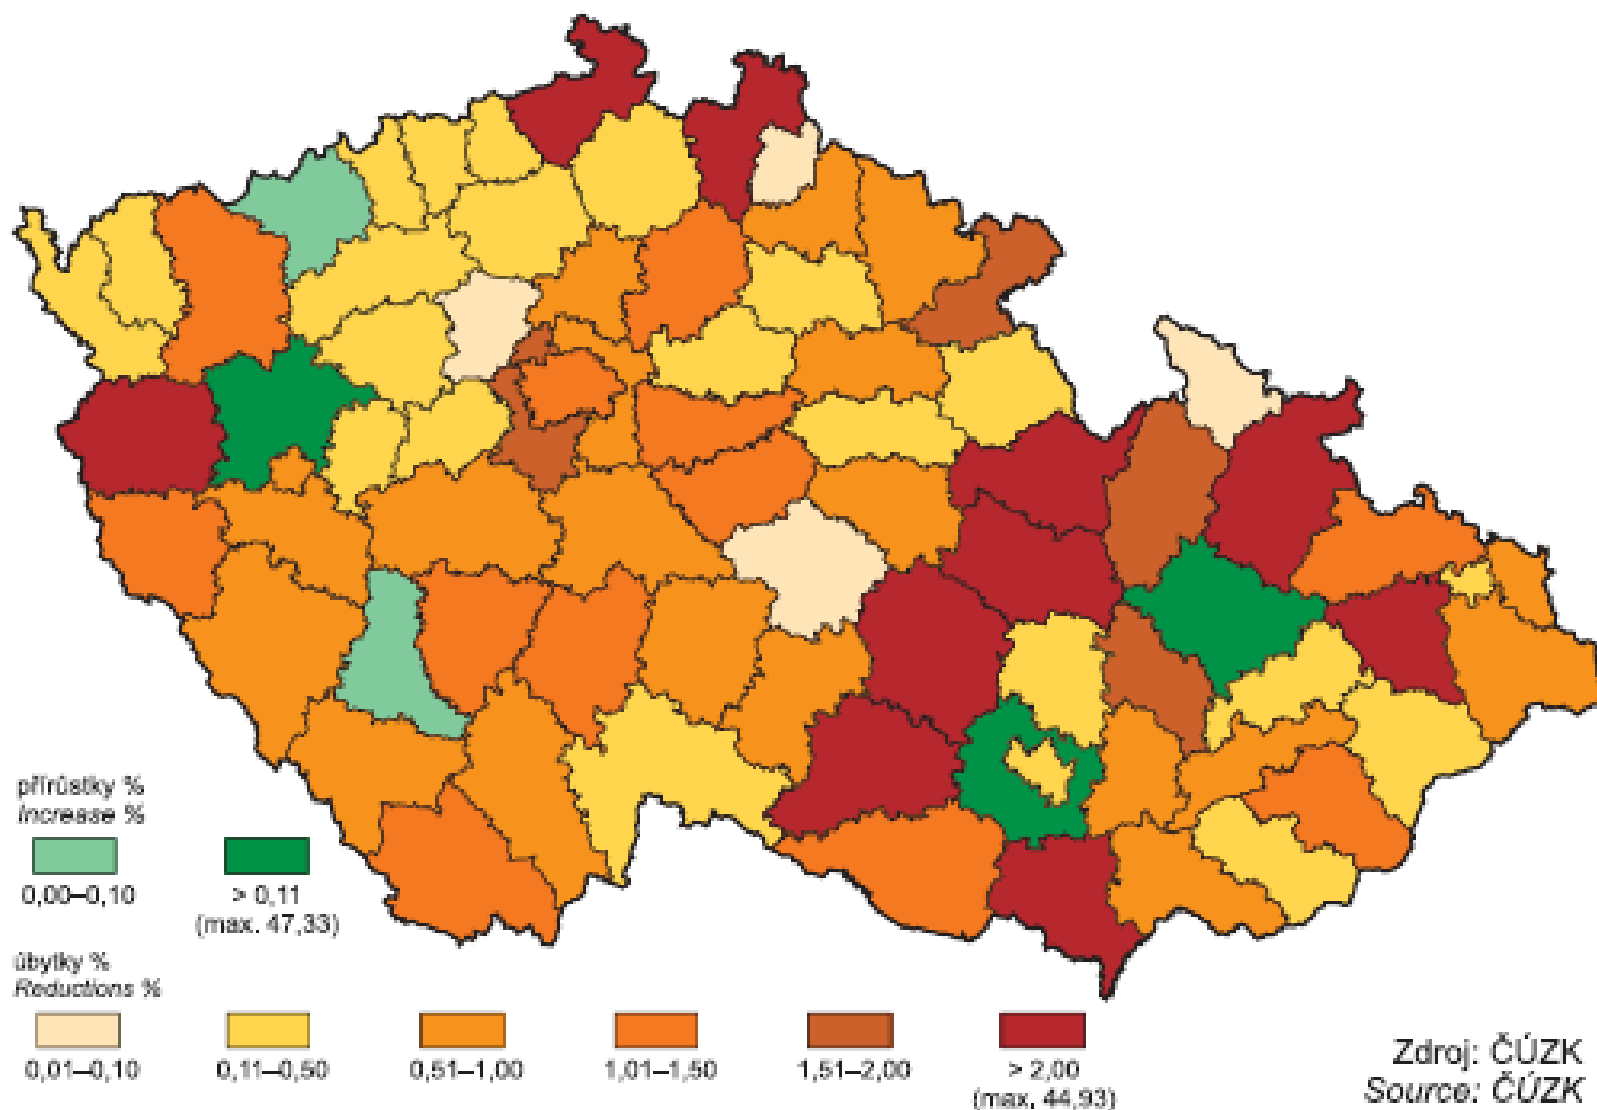 přírůstky %
Increase %
0,00–0,10
> 0,11
(max. 47,33)
úbytky %
Reductions %
0,01–0,10
0,11–0,50
0,51–1,00
1,01–1,50
1,51–2,00
> 2,00
(max. 44,93)
Zdroj: ČÚZK
Source: ČÚZK